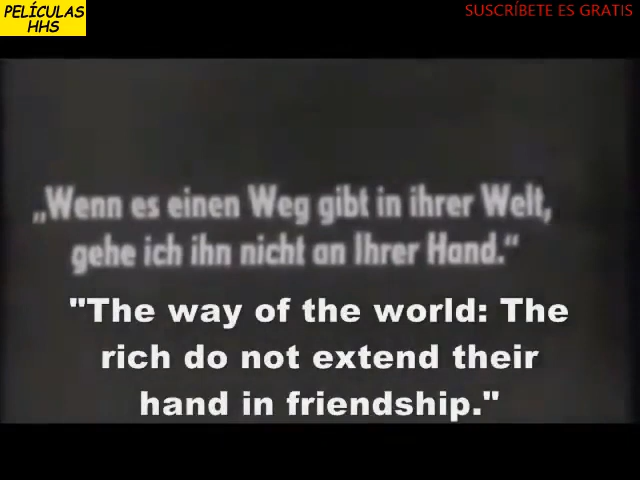 PELÍCULAS
HHS
SUSCRÍBETE ES GRATIS
„Wenn es einen Weg gibt in ihrer Welt,
gehe ich ihn nicht an Ihrer Hand.“
"The way of the world: The
rich do not extend their
hand in friendship."